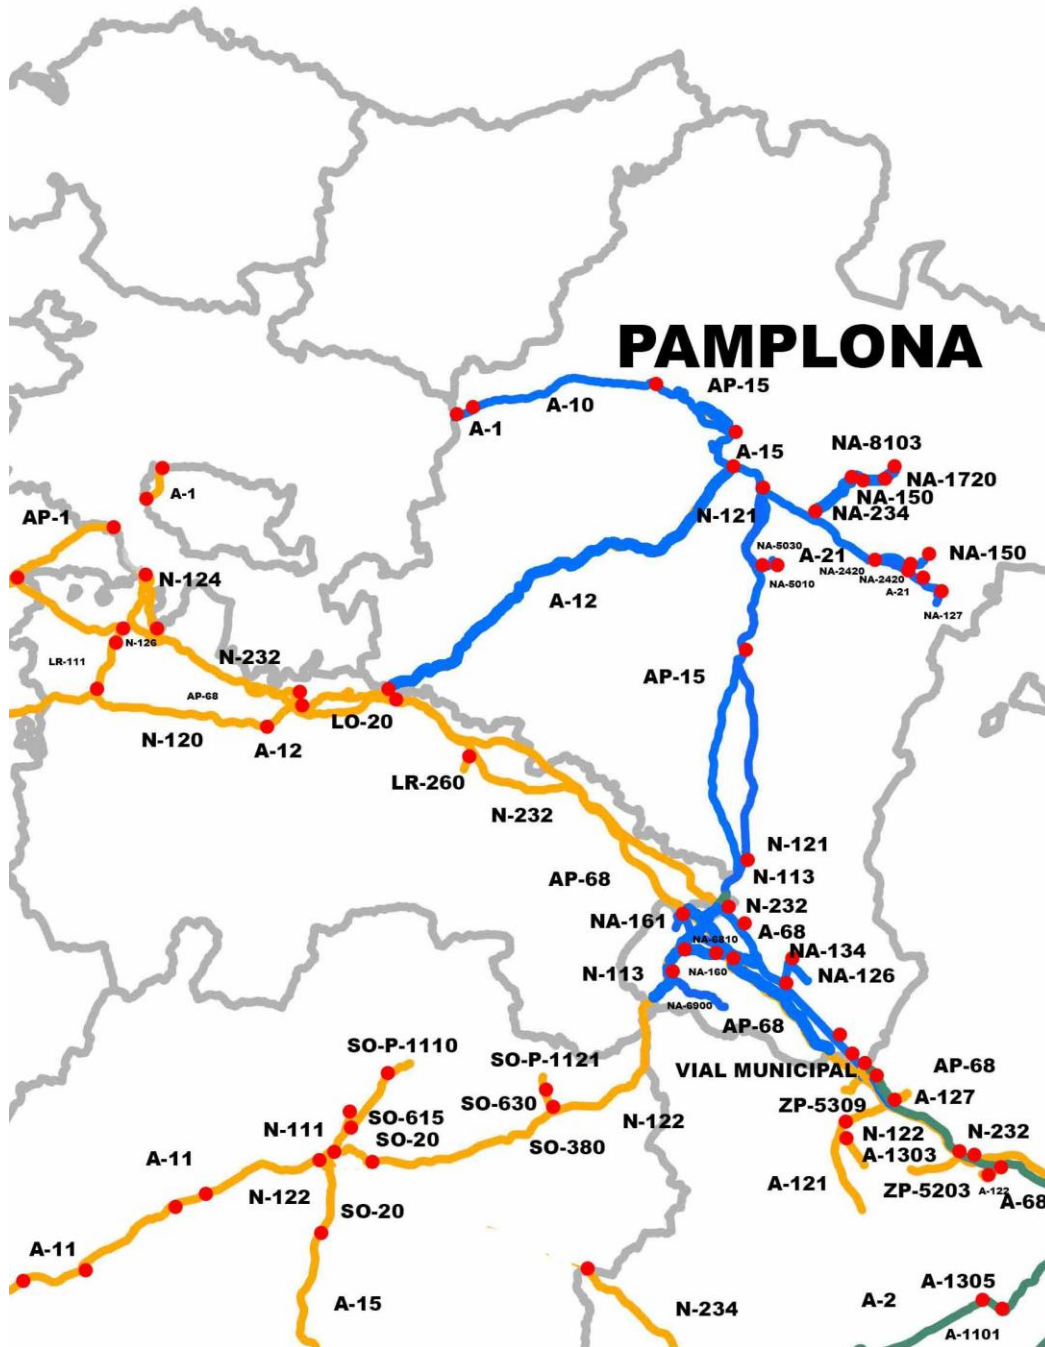 PAMPLONA
AP-15
A-10
A-1
A-15
NA-8103
NA-1720
NA-150
NA-234
A-1
AP-1
N-121
NA-5030
A-21
NA-150
NA-2420
NA-2420
A-21
NA-5010
NA-127
N-124
A-12
N-126
N-232
LR-111
AP-68
AP-15
LO-20
N-120
A-12
LR-260
N-232
N-121
AP-68
N-113
N-232
NA-161
A-68
NA-6810
NA-134
N-113
NA-160
NA-126
NA-6900
AP-68
SO-P-1110
SO-P-1121
VIAL MUNICIPAL
AP-68
A-127
SO-630
ZP-5309
SO-615
N-122
N-111
SO-20
SO-380
N-122
N-232
A-1303
A-11
A-121
ZP-5203
A-122
N-122
A-68
SO-20
A-11
A-1305
A-15
N-234
A-2
A-1101